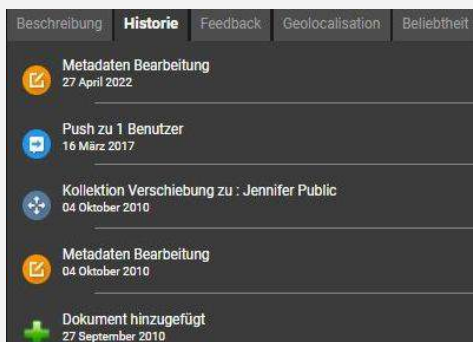 Beschreibung Historie Feedback Geolocalisation Beliebtheit
Metadaten Bearbeitung
27 April 2022
Push zu 1 Benutzer
16 März 2017
Kollektion Verschiebung zu : Jennifer Public
04 Oktober 2010
Metadaten Bearbeitung
04 Oktober 2010
Dokument hinzugefügt
27 September 2010